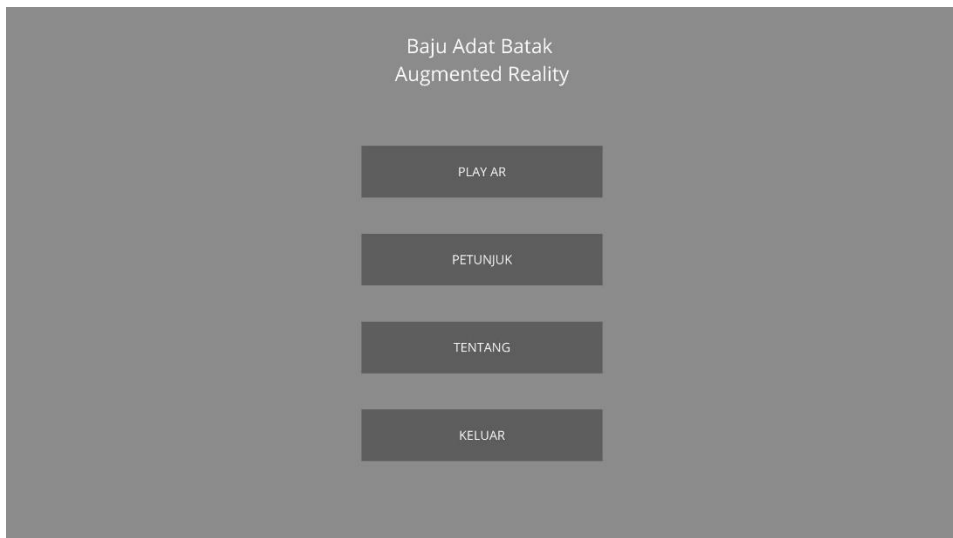 Baju Adat Batak
Augmented Reality
PLAY AR
PETUNJUK
TENTANG
KELUAR